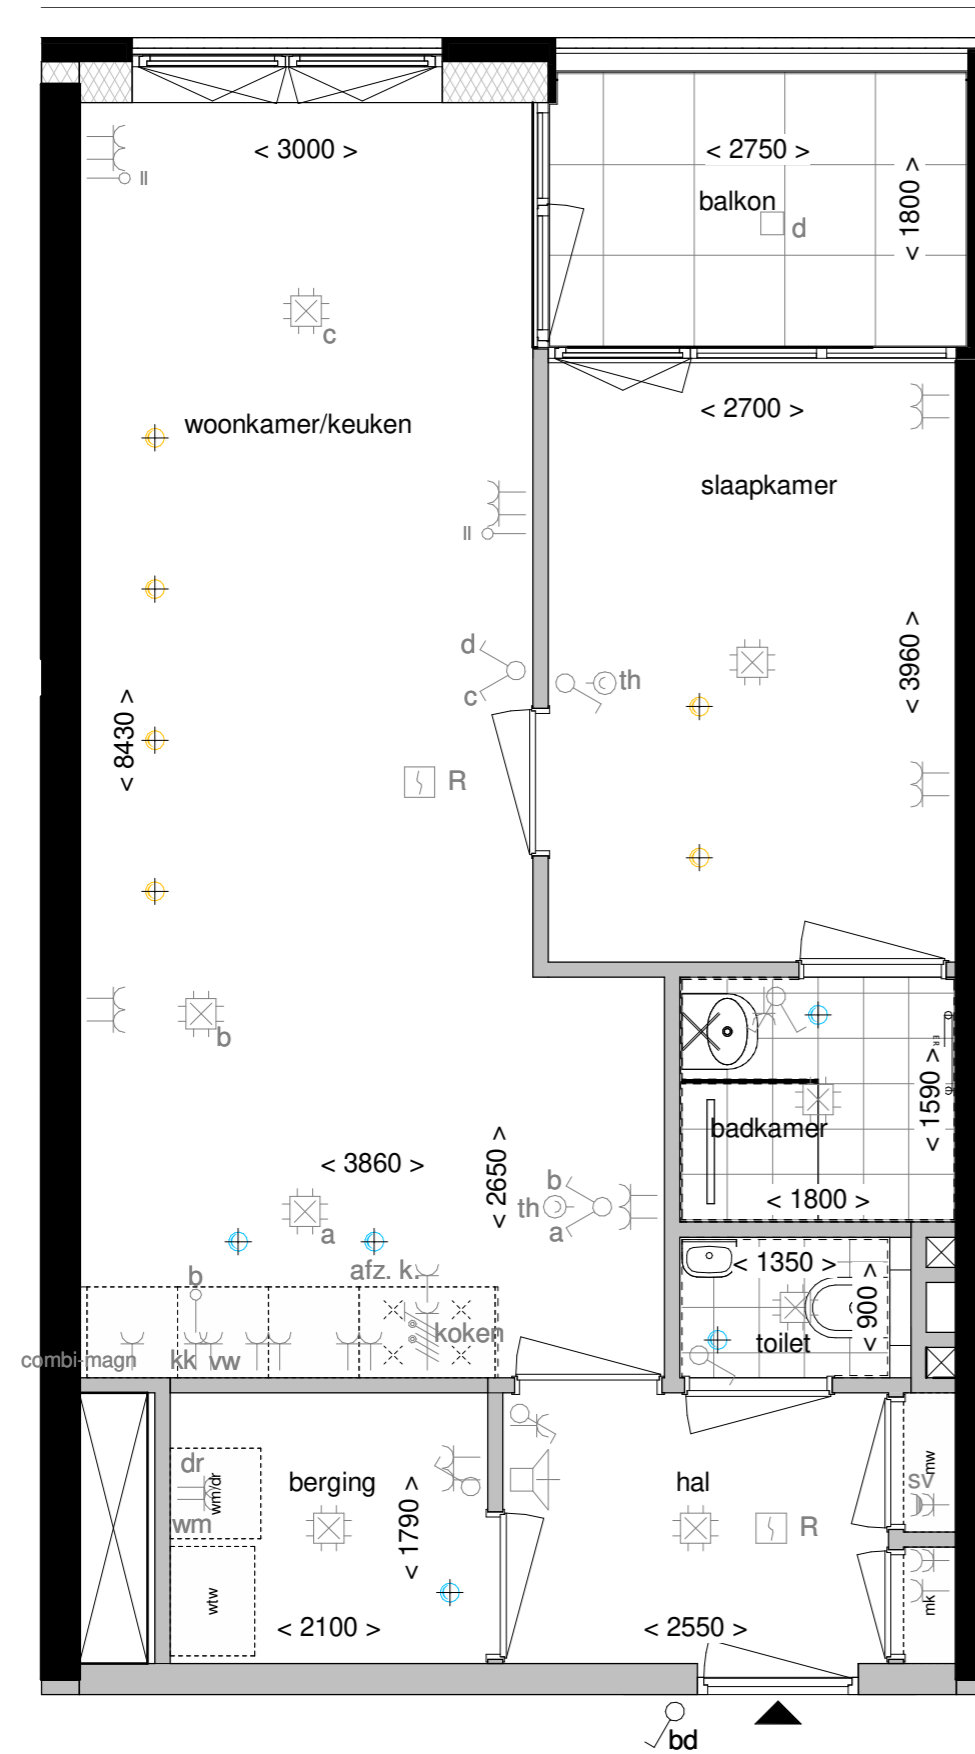 < 3000 >
< 2750 >
< 1800 >
balkon
d
II
c
< 2700 >
woonkamer/keuken
slaapkamer
II
d
c
th
< 3960 >
< 8430 >
R
b
ER
< 1590 >
badkamer
< 3860 >
< 2650 >
< 1800 >
b
th
a
a
< 1350 >
< 900 >
toilet
b
afz. k.
koken
combi-magn
kk
vw
dr
wm/dr
wm
berging
< 1790 >
hal
sv
mw
R
wtw
mk
< 2100 >
< 2550 >
bd